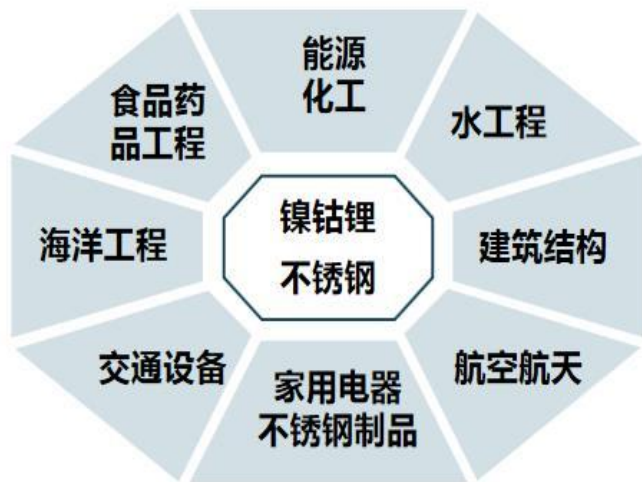 能源
化工
食品药
品工程
水工程
镍钴锂
不锈钢
海洋工程
建筑结构
交通设备
航空航天
家用电器
不锈钢制品